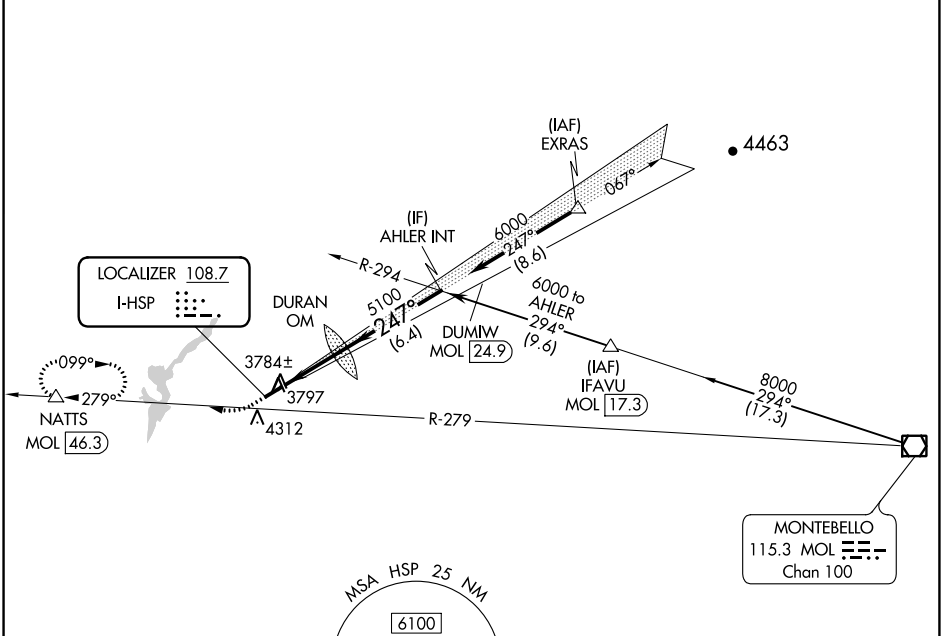 (IAF)
EXRAS
4463
067°
6000
247°
(8.6)
(IF)
AHLER INT
R-294
LOCALIZER 108.7
I-HSP
DURAN
OM
5100
247°
(6.4)
DUMIW
MOL 24.9
6000 to
AHLER
294°
(9.6)
(IAF)
IFAVU
MOL 17.3
8000
294°
(17.3)
3784±
3797
4312
099°
279°
NATTS
MOL 46.3
R-279
MONTEBELLO
115.3 MOL
Chan 100
MSA HSP 25 NM
6100